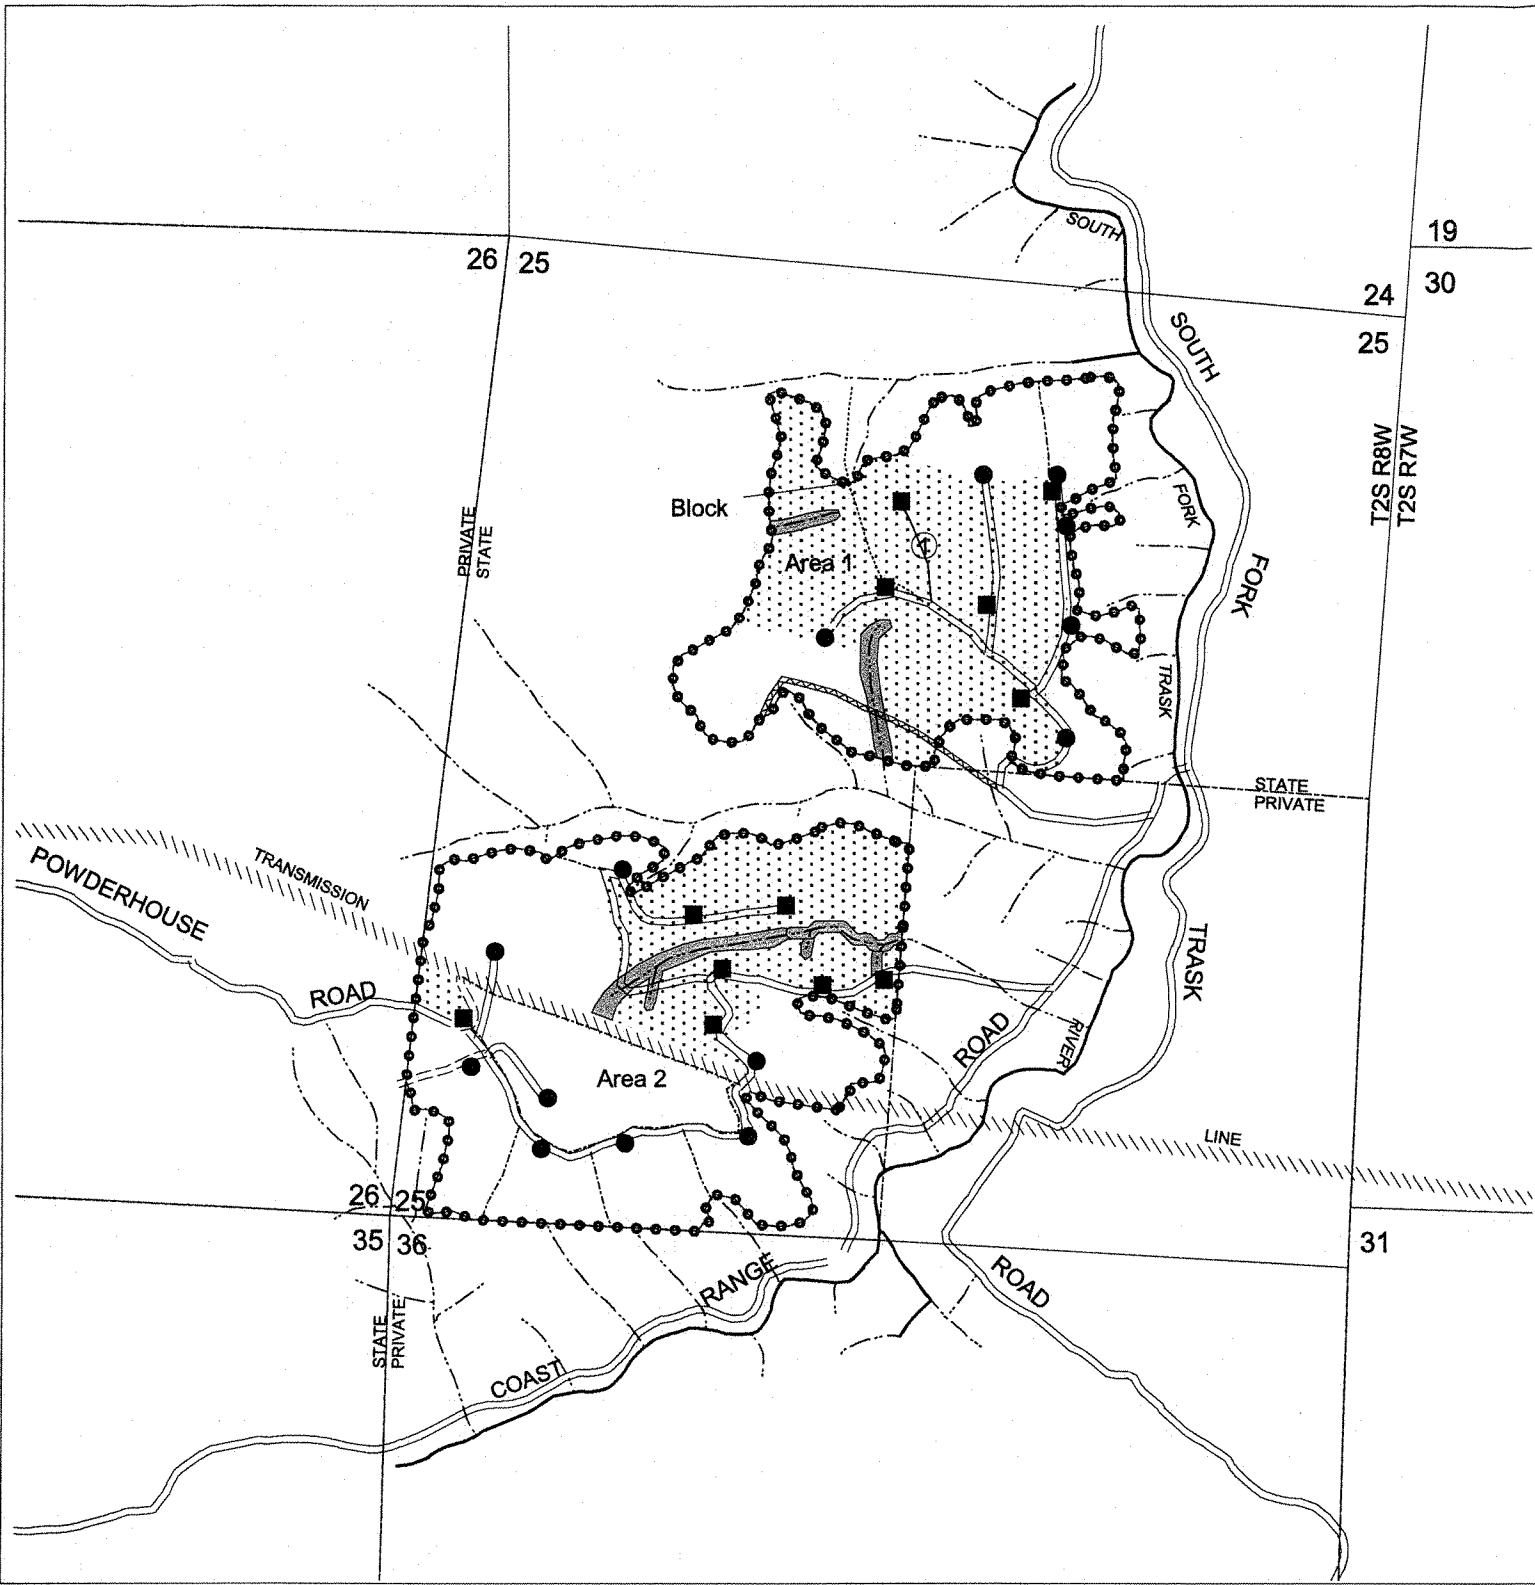 SOUTH
19
26 25
30
24
25
SOUTH
T2S R8W
T2S R7W
FORK
Block
PRIVATE
STATE
1
Area 1
FORK
TRASK
STATE
PRIVATE
TRANSMISSION
POWDERHOUSE
TRASK
ROAD
ROAD
RIVER
Area 2
LINE
26 25
35 36
31
RANGE
ROAD
STATE
PRIVATE
COAST